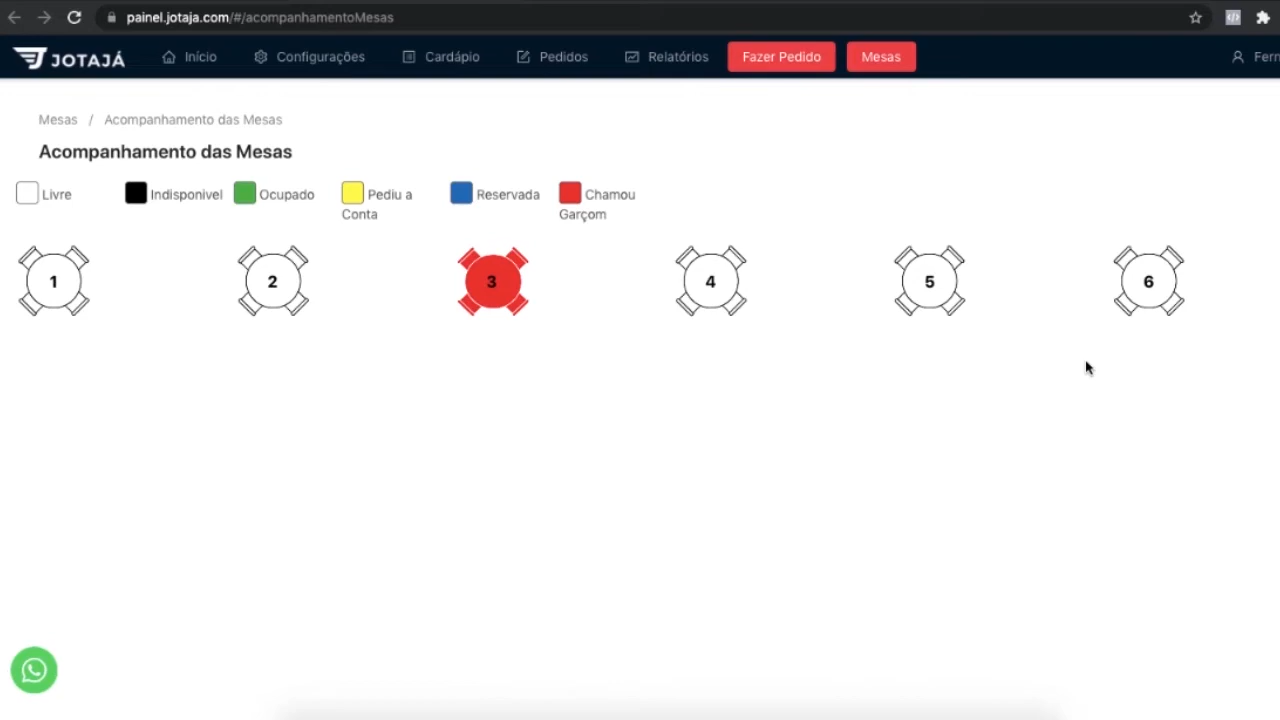 painel.jotaja.com/#/acompanhamentoMesas
JOTAJÁ Início Configurações Cardápio Pedidos Relatórios Fazer Pedido Mesas
Mesas / Acompanhamento das Mesas
Acompanhamento das Mesas
Livre Indisponivel Ocupado Pediu a Conta Reservada Chamou Garçom
1 2 3 4 5 6